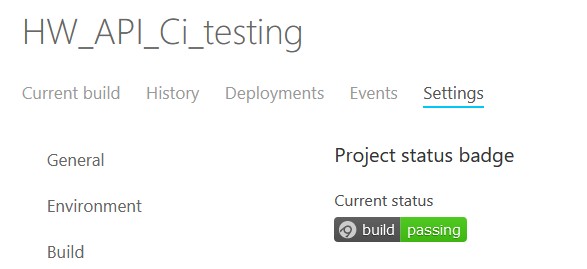 HW_API_Ci_testing
Current build History Deployments Events Settings
General
Environment
Build
Project status badge
Current status
build passing